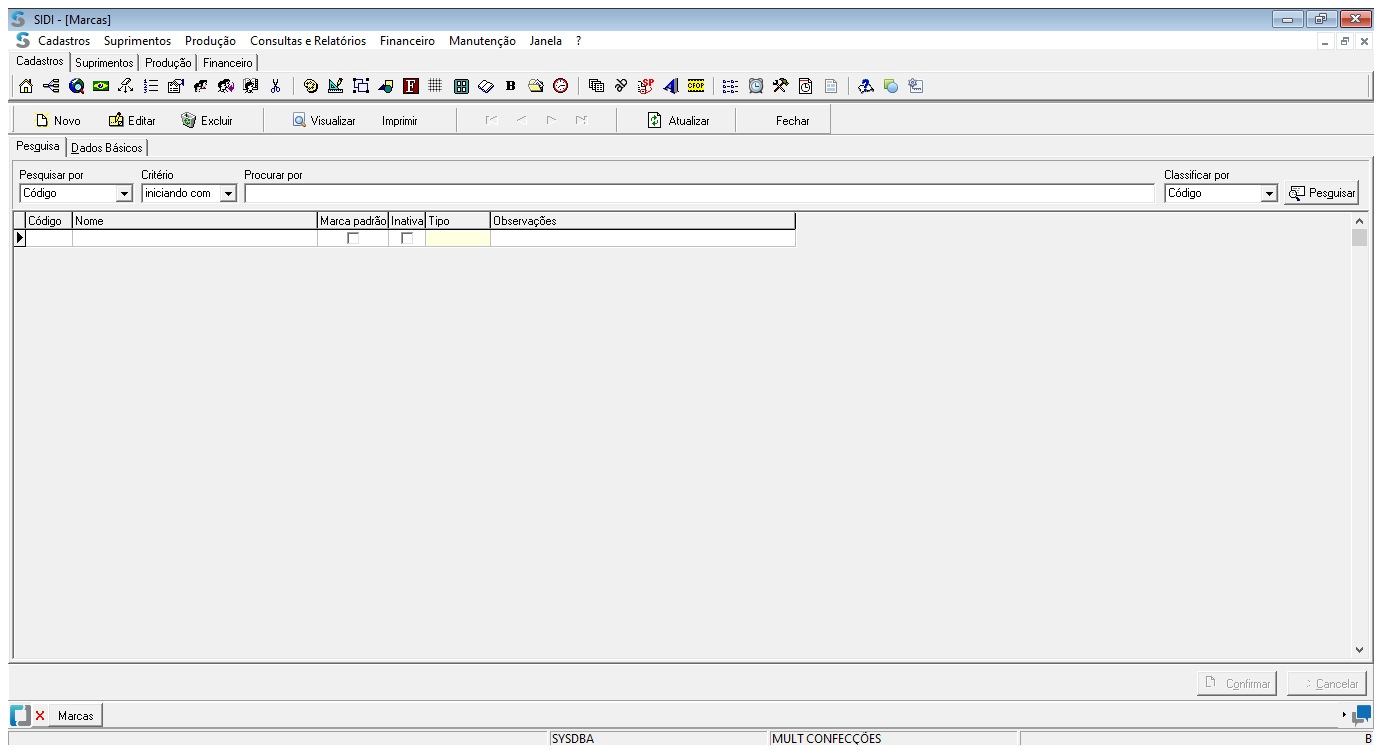 SIDI - [Marcas]
Cadastros Suprimentos Produção Consultas e Relatórios Financeiro Manutenção Janela ?
Cadastros Suprimentos Produção Financeiro
F B SP CFOP
Novo Editar Excluir Visualizar Imprimir Atualizar Fechar
Pesquisa Dados Básicos
Pesquisar por Critério Procurar por Classificar por
Código iniciando com Código Pesquisar
Código Nome Marca padrão Inativa Tipo Observações
Confirmar Cancelar
Marcas
SYSDBA MULT CONFECÇÕES B